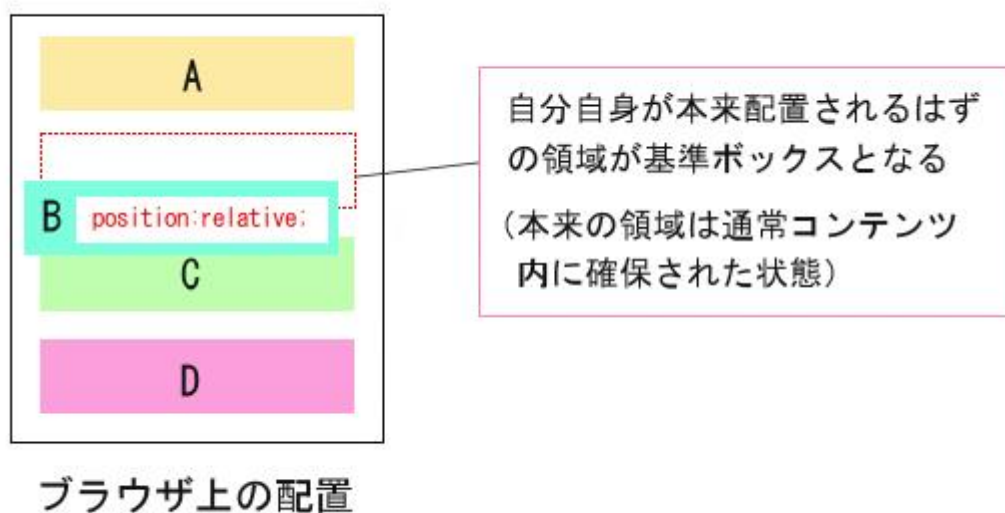 A
B position:relative;
C
D
自分自身が本来配置されるはず
の領域が基準ボックスとなる
(本来の領域は通常コンテンツ
内に確保された状態)
ブラウザ上の配置